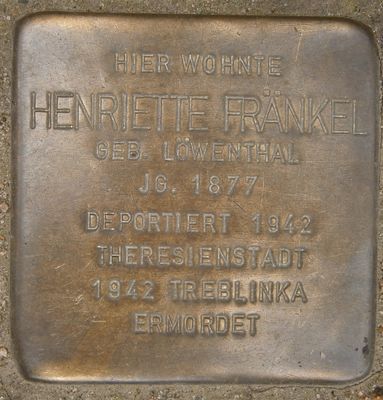 HIER WOHNTE
HENRIETTE FRÄNKEL
GEB. LÖWENTHAL
JG. 1877
DEPORTIERT 1942
THERESIENSTADT
1942 TREBLINKA
ERMORDET